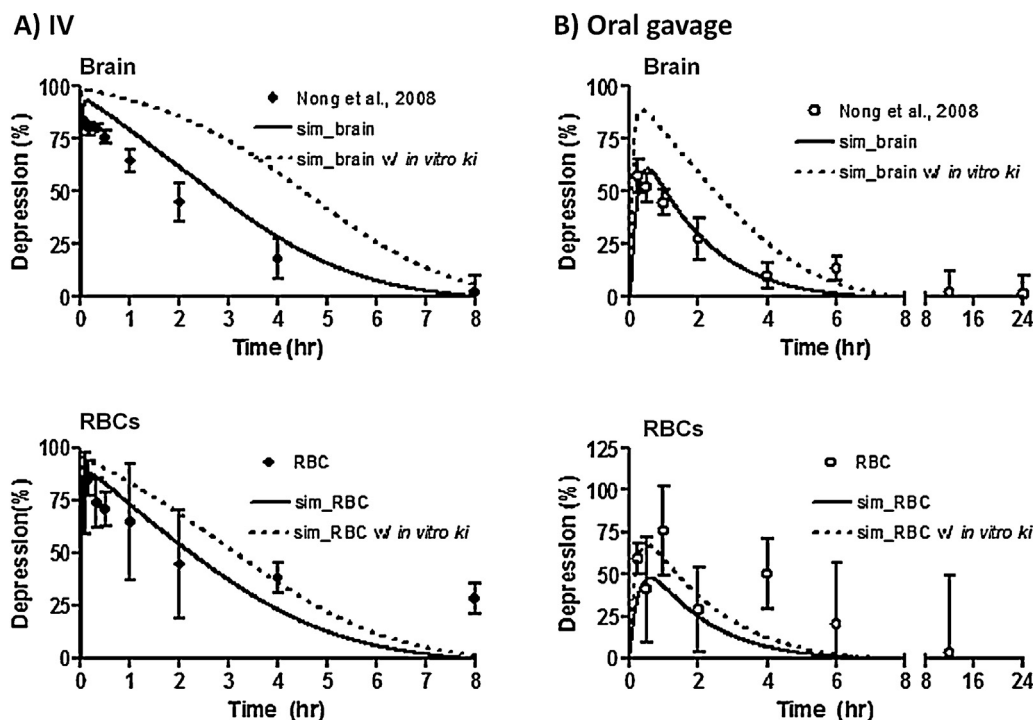 A) IV
B) Oral gavage
Brain
Depression (%)
100
75
50
25
0
Nong et al., 2008
sim_brain
sim_brain w/ in vitro ki
0 1 2 3 4 5 6 7 8
Time (hr)
Brain
Depression (%)
100
75
50
25
0
Nong et al., 2008
sim_brain
sim_brain w/ in vitro ki
0 2 4 6 8 8 16 24
Time (hr)
RBCs
Depression(%)
100
75
50
25
0
RBC
sim_RBC
sim_RBC w/ in vitro ki
0 1 2 3 4 5 6 7 8
Time (hr)
RBCs
Depression (%)
125
100
75
50
25
0
RBC
sim_RBC
sim_RBC w/ in vitro ki
0 2 4 6 8 8 16 24
Time (hr)